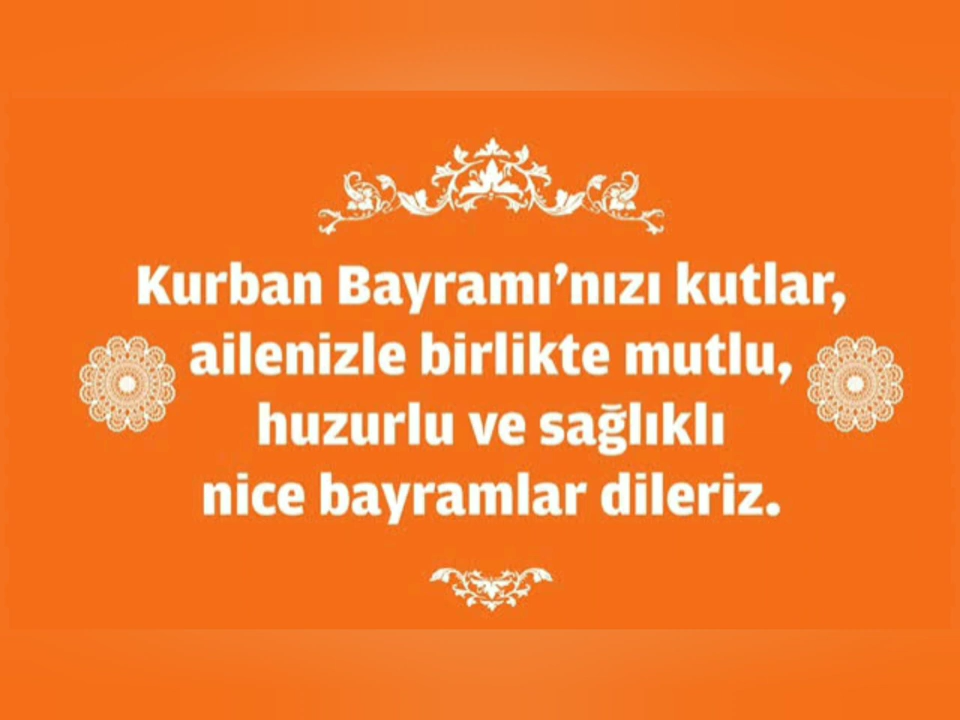 Kurban Bayramı’nızı kutlar,
ailenizle birlikte mutlu,
huzurlu ve sağlıklı
nice bayramlar dileriz.